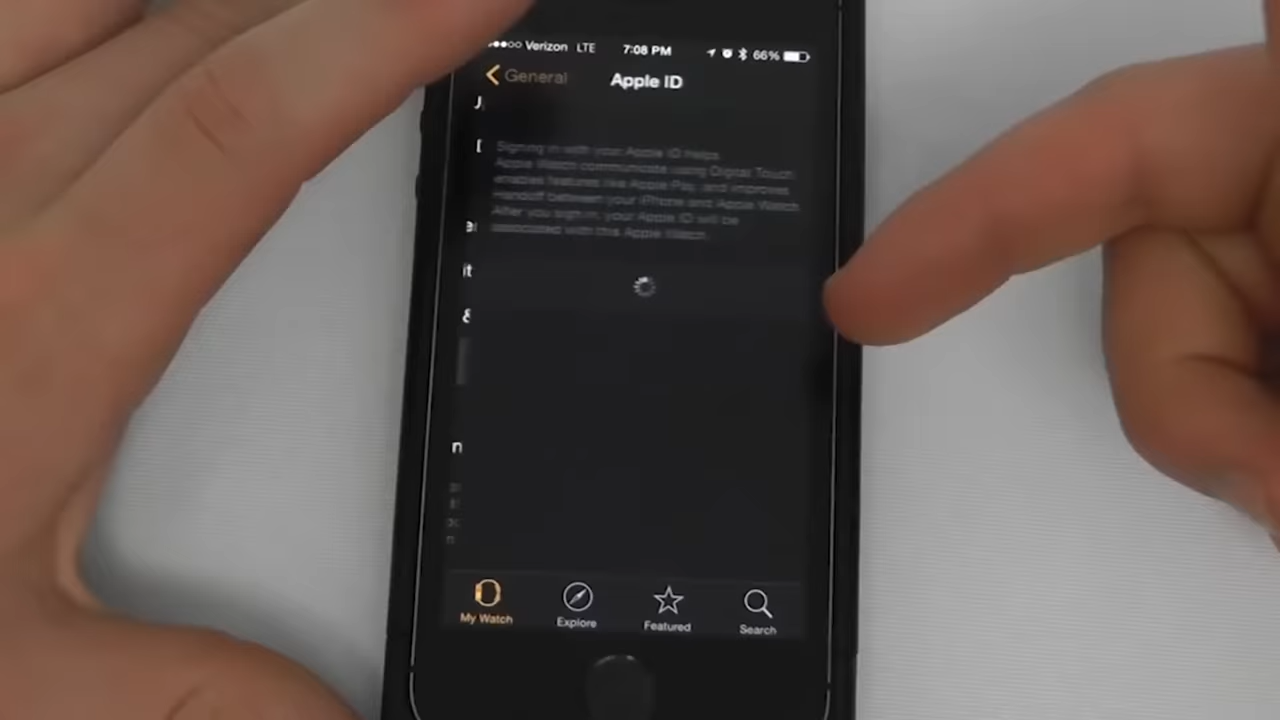 Verizon LTE 7:08 PM 66%
General Apple ID
J
Signing in with your Apple ID helps
Apple Watch communicate using Digital Touch
enables features like Apple Pay, and improves
Handoff between your iPhone and Apple Watch.
After you sign in, your Apple ID will be
associated with this Apple Watch.
it
&
n
My Watch Explore Featured Search